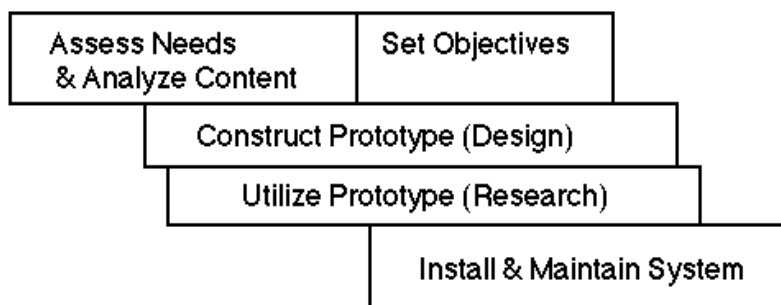 Assess Needs
& Analyze Content
Set Objectives
Construct Prototype (Design)
Utilize Prototype (Research)
Install & Maintain System